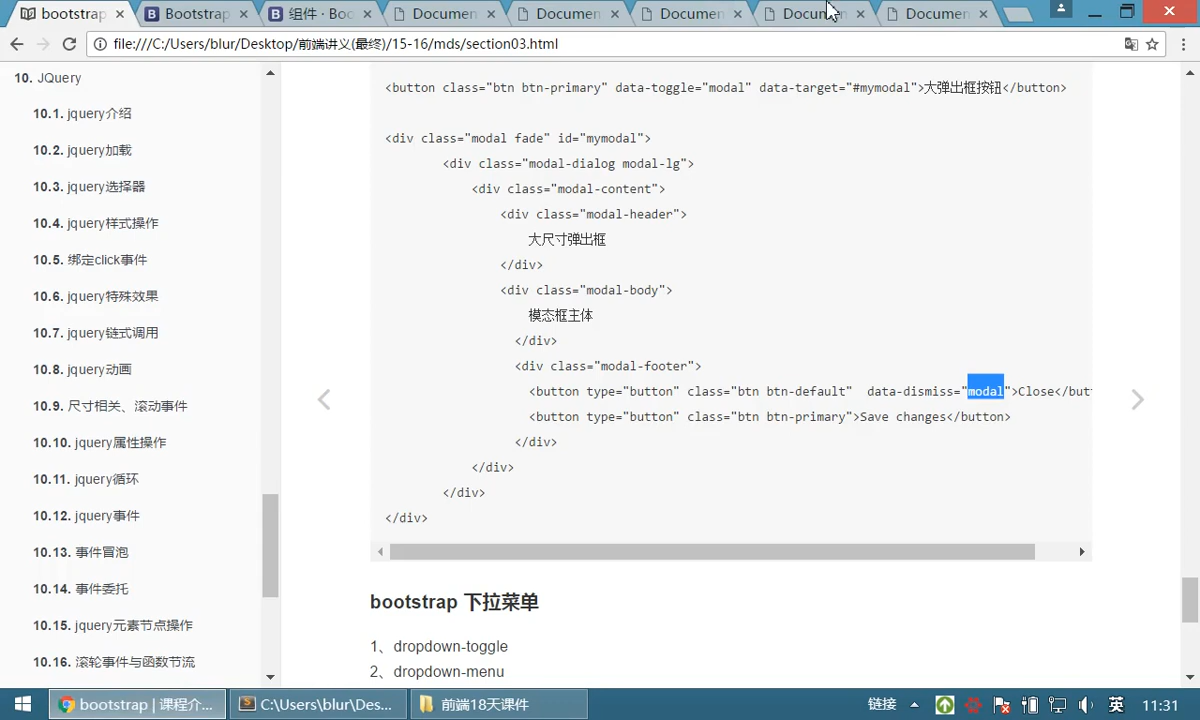 bootstrap
Bootstrap
组件 · Boo
Documen
Documen
Documen
Documen
Documen
file:///C:/Users/blur/Desktop/前端讲义(最终)/15-16/mds/section03.html
10. JQuery
10.1. jquery介绍
10.2. jquery加载
10.3. jquery选择器
10.4. jquery样式操作
10.5. 绑定click事件
10.6. jquery特殊效果
10.7. jquery链式调用
10.8. jquery动画
10.9. 尺寸相关、滚动事件
10.10. jquery属性操作
10.11. jquery循环
10.12. jquery事件
10.13. 事件冒泡
10.14. 事件委托
10.15. jquery元素节点操作
10.16. 滚轮事件与函数节流
<button class="btn btn-primary" data-toggle="modal" data-target="#mymodal">大弹出框按钮</button>
<div class="modal fade" id="mymodal">
<div class="modal-dialog modal-lg">
<div class="modal-content">
<div class="modal-header">
大尺寸弹出框
</div>
<div class="modal-body">
模态框主体
</div>
<div class="modal-footer">
<button type="button" class="btn btn-default"  data-dismiss="modal">Close</butt
<button type="button" class="btn btn-primary">Save changes</button>
</div>
</div>
</div>
</div>
bootstrap 下拉菜单
1、dropdown-toggle
2、dropdown-menu
bootstrap | 课程介...
C:\Users\blur\Des...
前端18天课件
链接
英
11:31